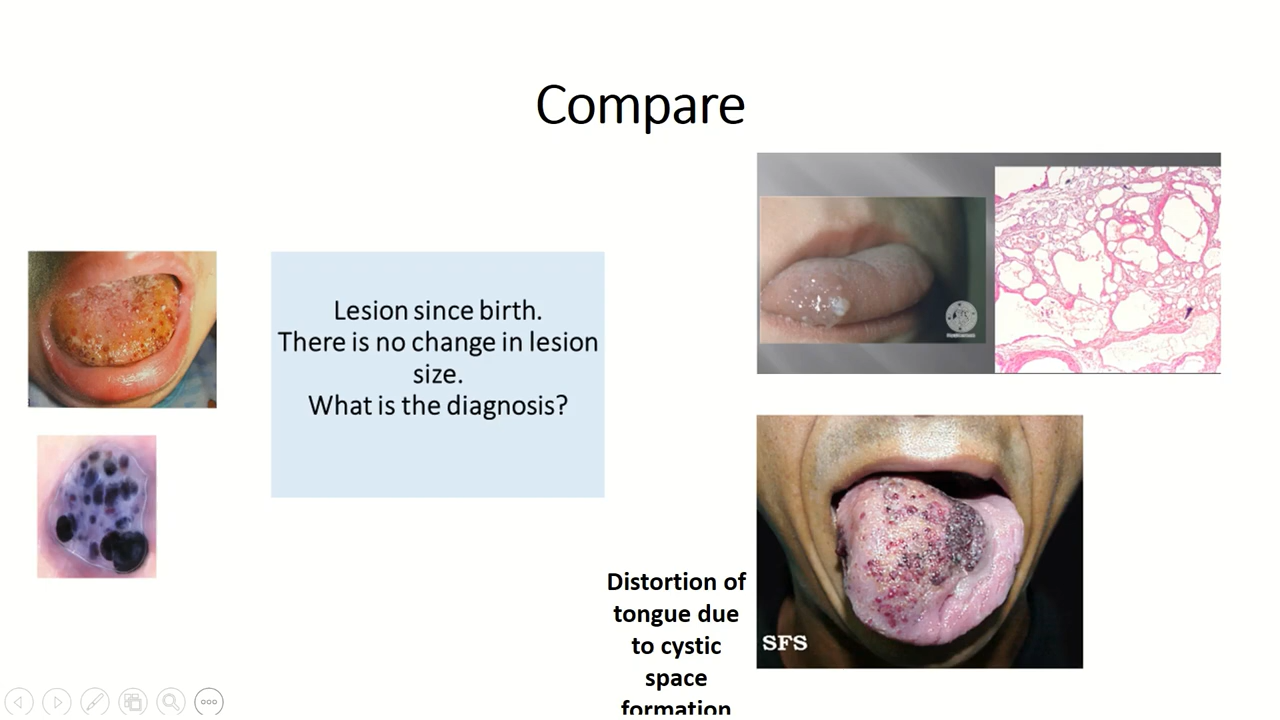 Compare
Lesion since birth.
There is no change in lesion
size.
What is the diagnosis?
Distortion of
tongue due
to cystic
space
formation
SFS